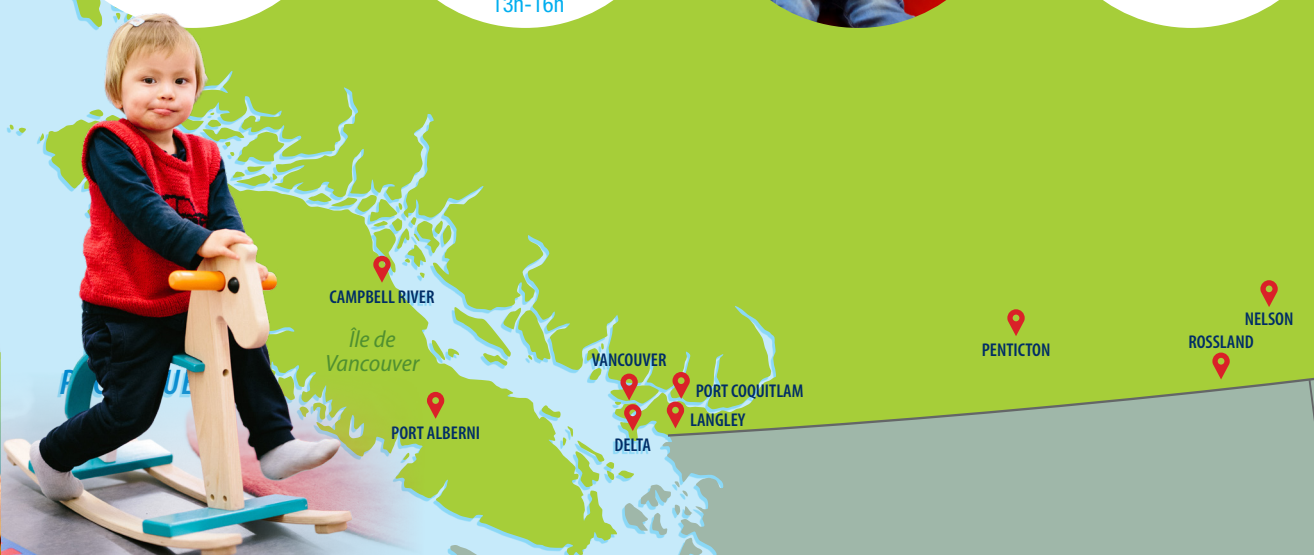 13h-16h
CAMPBELL RIVER
Île de
Vancouver
VANCOUVER
PORT COQUITLAM
LANGLEY
DELTA
PORT ALBERNI
PENTICTON
NELSON
ROSSLAND